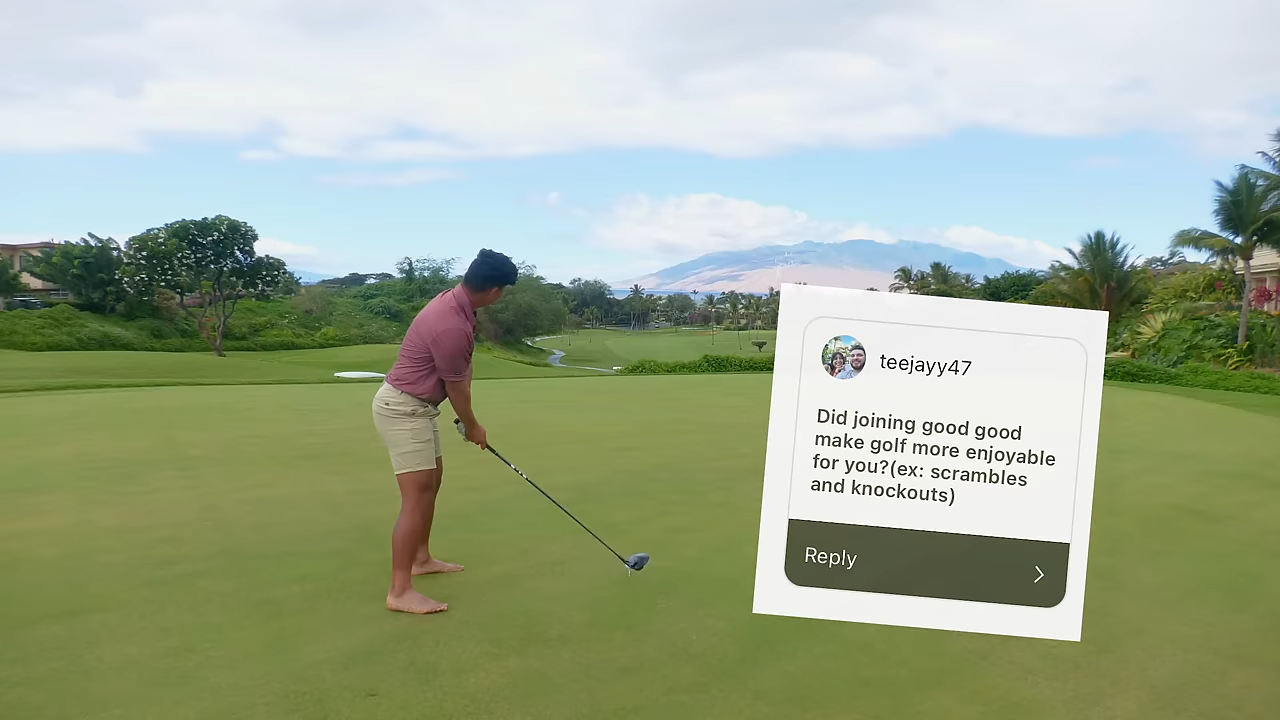 teejayy47
Did joining good good
make golf more enjoyable
for you?(ex: scrambles
and knockouts)
Reply